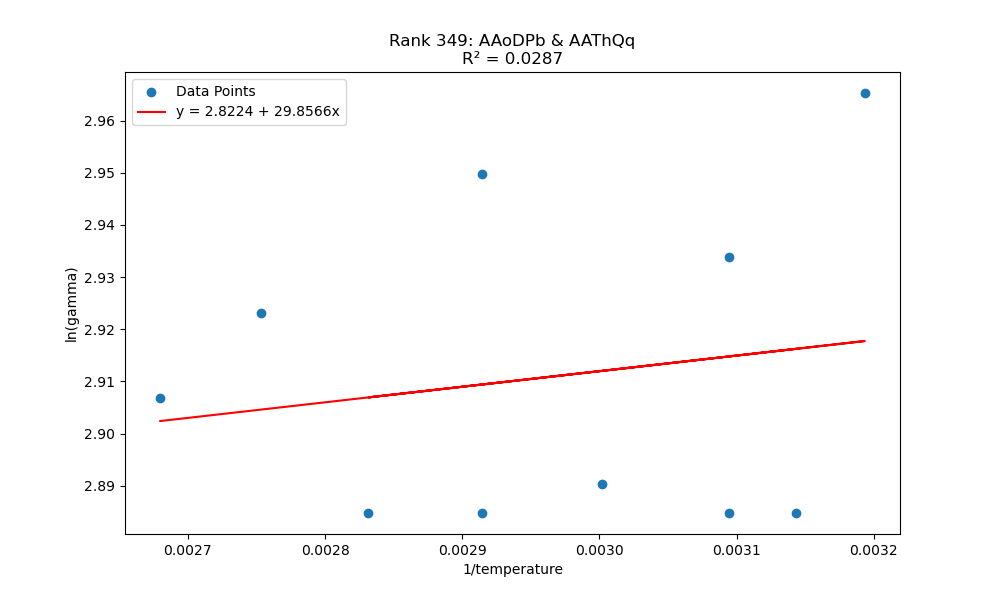 Rank 349: AAoDPb & AAThQq
R² = 0.0287
Data Points
y = 2.8224 + 29.8566x
2.96
2.95
2.94
2.93
2.92
2.91
2.90
2.89
ln(gamma)
0.0027 0.0028 0.0029 0.0030 0.0031 0.0032
1/temperature